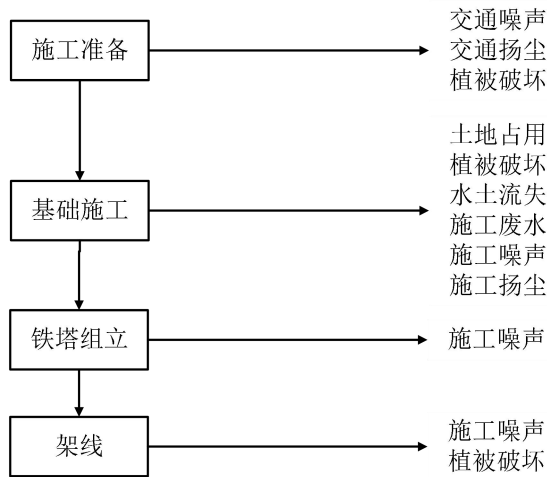 施工准备
交通噪声
交通扬尘
植被破坏
基础施工
土地占用
植被破坏
水土流失
施工废水
施工噪声
施工扬尘
铁塔组立
施工噪声
架线
施工噪声
植被破坏